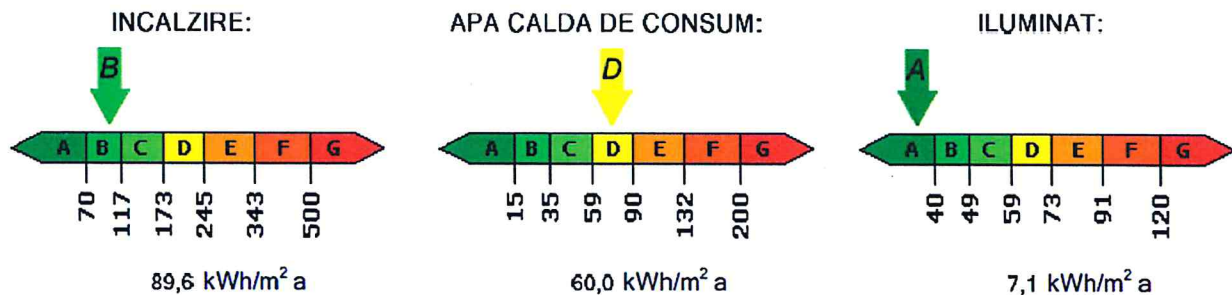 INCALZIRE:
B
A B C D E F G
70 117 173 245 343 500
89,6 kWh/m² a
APA CALDA DE CONSUM:
D
A B C D E F G
15 35 59 90 132 200
60,0 kWh/m² a
ILUMINAT:
A
A B C D E F G
40 49 59 73 91 120
7,1 kWh/m² a